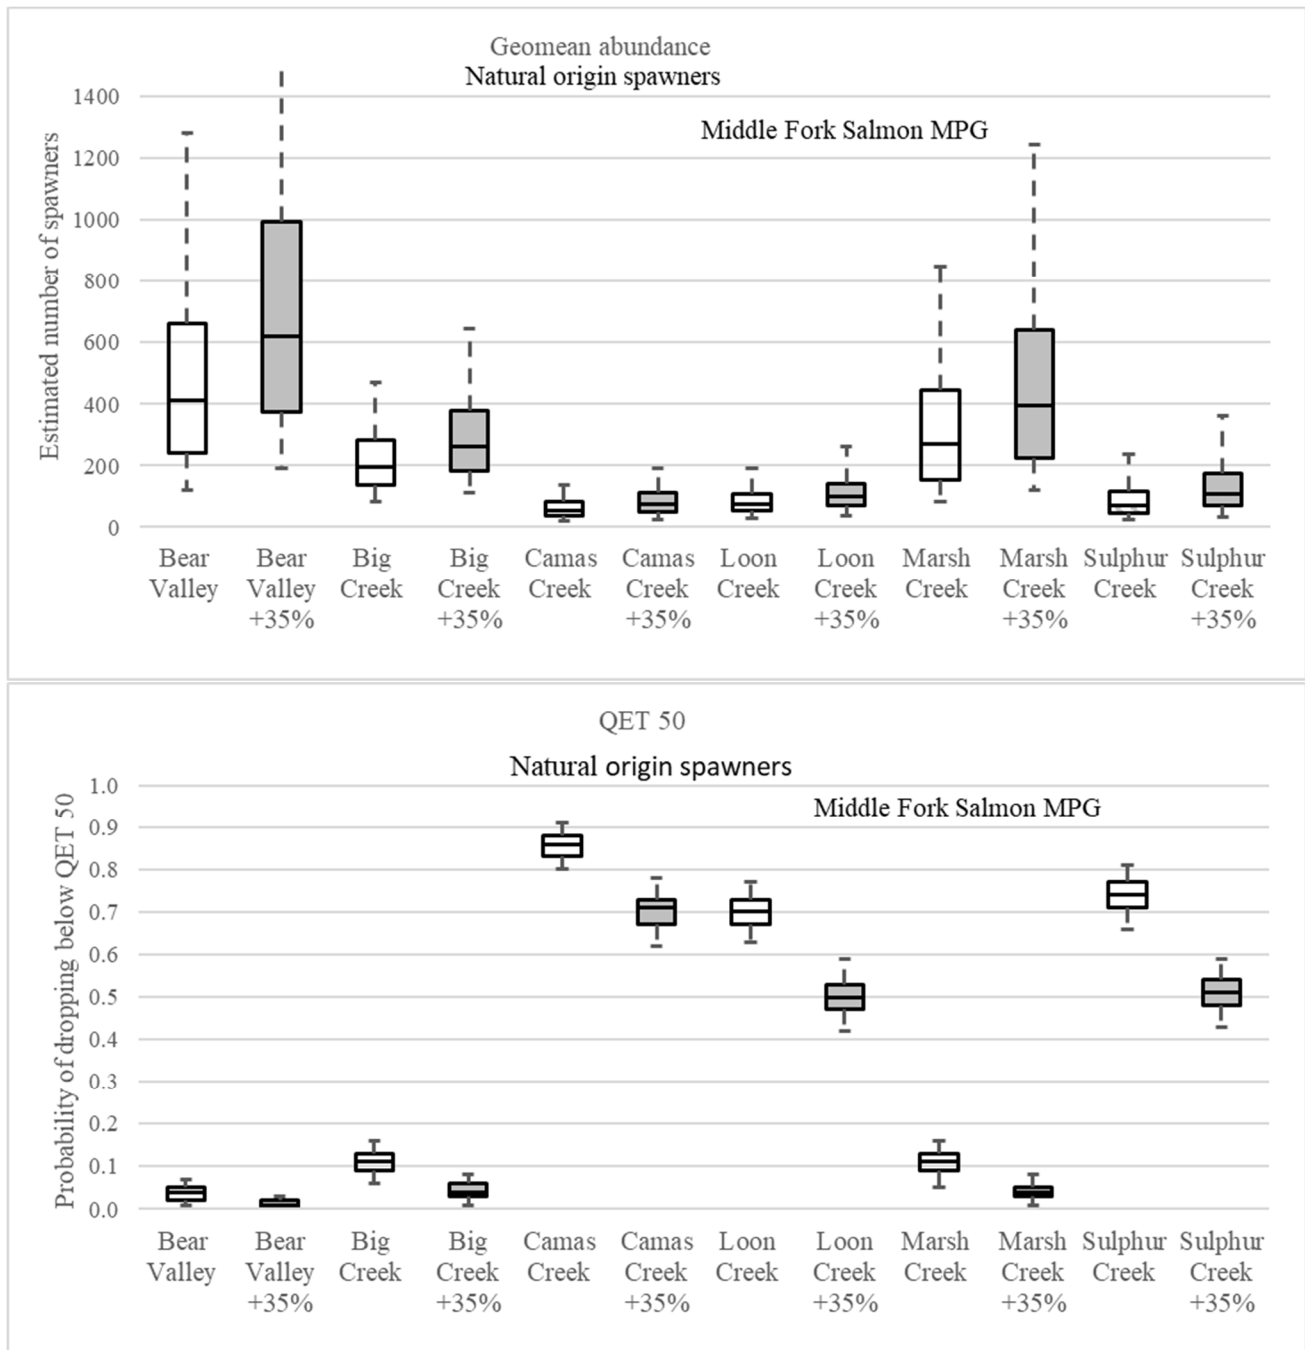 Geomean abundance
Natural origin spawners
Middle Fork Salmon MPG
Estimated number of spawners
1400
1200
1000
800
600
400
200
0
Bear Valley
Bear Valley +35%
Big Creek
Big Creek +35%
Camas Creek
Camas Creek +35%
Loon Creek
Loon Creek +35%
Marsh Creek
Marsh Creek +35%
Sulphur Creek
Sulphur Creek +35%
QET 50
Natural origin spawners
Middle Fork Salmon MPG
Probability of dropping below QET 50
1.0
0.9
0.8
0.7
0.6
0.5
0.4
0.3
0.2
0.1
0.0
Bear Valley
Bear Valley +35%
Big Creek
Big Creek +35%
Camas Creek
Camas Creek +35%
Loon Creek
Loon Creek +35%
Marsh Creek
Marsh Creek +35%
Sulphur Creek
Sulphur Creek +35%